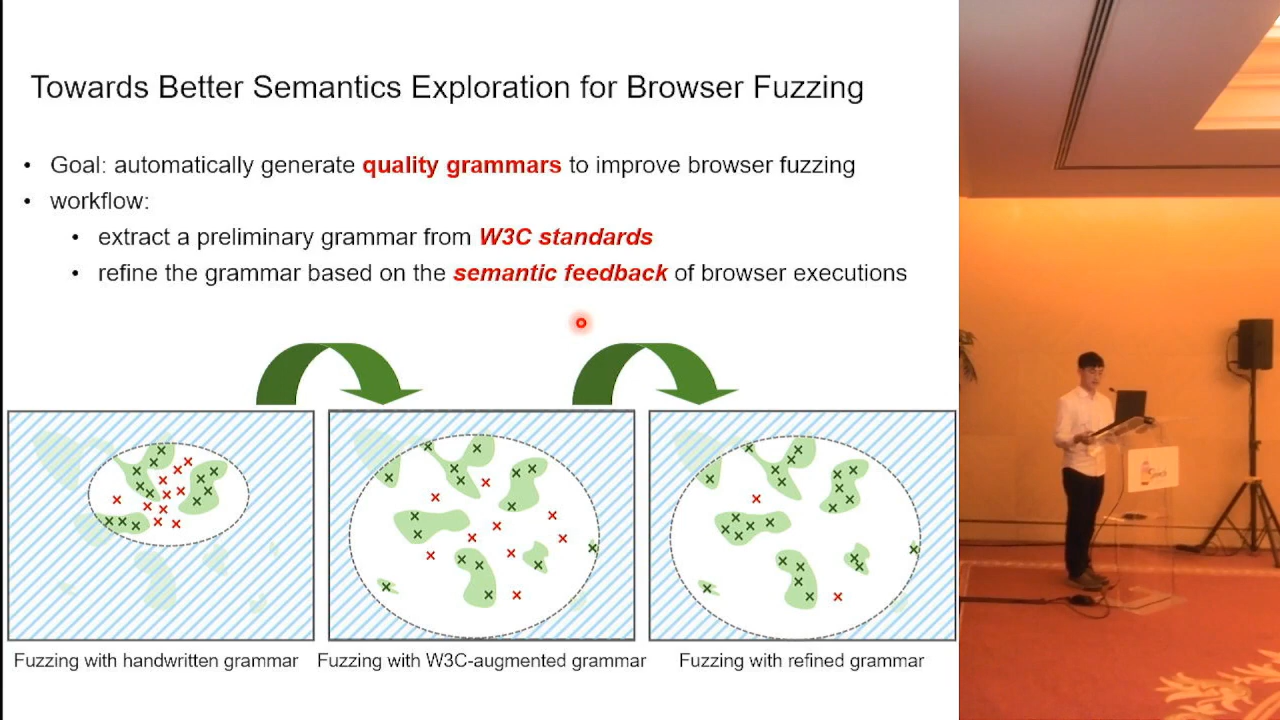 Towards Better Semantics Exploration for Browser Fuzzing
• Goal: automatically generate quality grammars to improve browser fuzzing
• workflow:
• extract a preliminary grammar from W3C standards
• refine the grammar based on the semantic feedback of browser executions
Fuzzing with handwritten grammar
Fuzzing with W3C-augmented grammar
Fuzzing with refined grammar